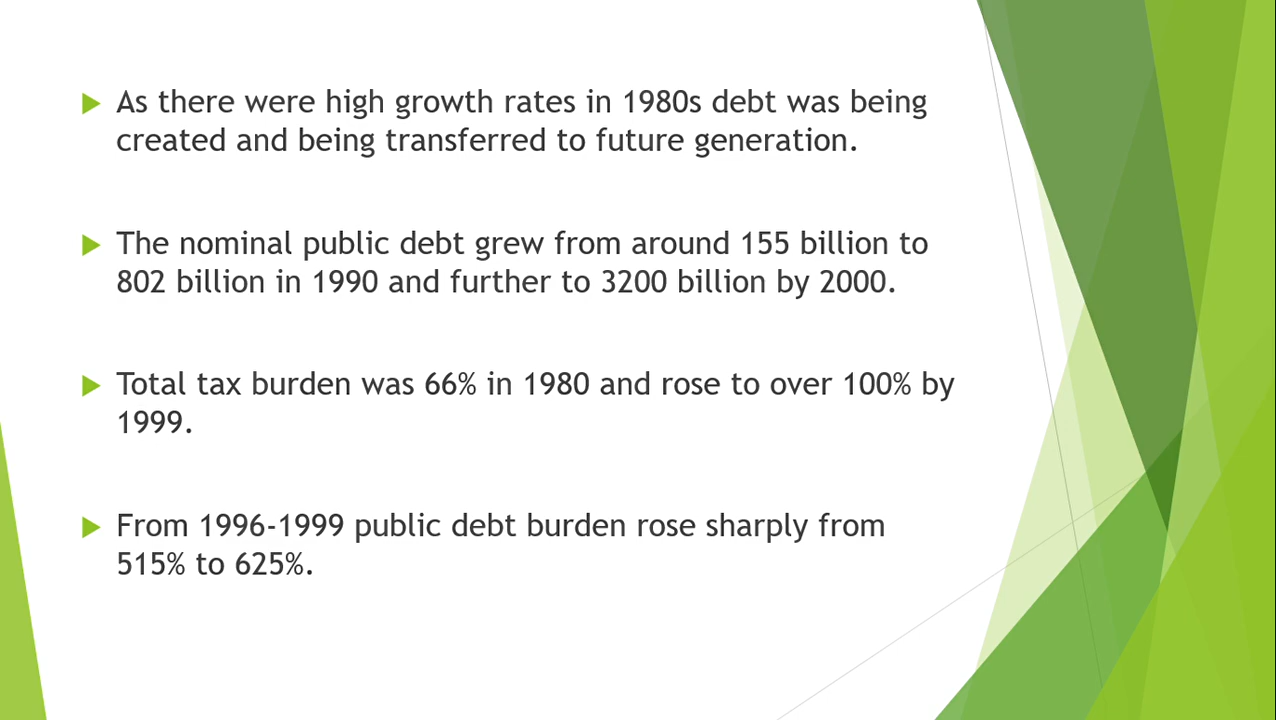 As there were high growth rates in 1980s debt was being
created and being transferred to future generation.
The nominal public debt grew from around 155 billion to
802 billion in 1990 and further to 3200 billion by 2000.
Total tax burden was 66% in 1980 and rose to over 100% by
1999.
From 1996-1999 public debt burden rose sharply from
515% to 625%.